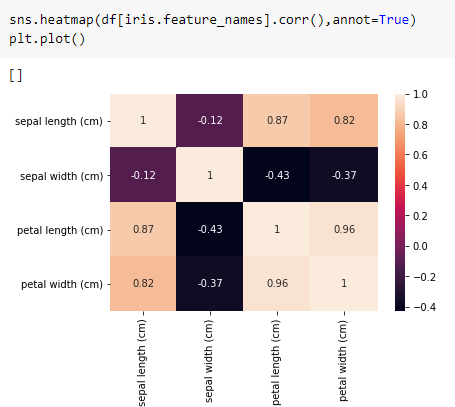 sns.heatmap(df[iris.feature_names].corr(),annot=True)
plt.plot()
[]
sepal length (cm) 1 -0.12 0.87 0.82
sepal width (cm) -0.12 1 -0.43 -0.37
petal length (cm) 0.87 -0.43 1 0.96
petal width (cm) 0.82 -0.37 0.96 1
sepal length (cm)
sepal width (cm)
petal length (cm)
petal width (cm)
1.0
0.8
0.6
0.4
0.2
0.0
−0.2
−0.4